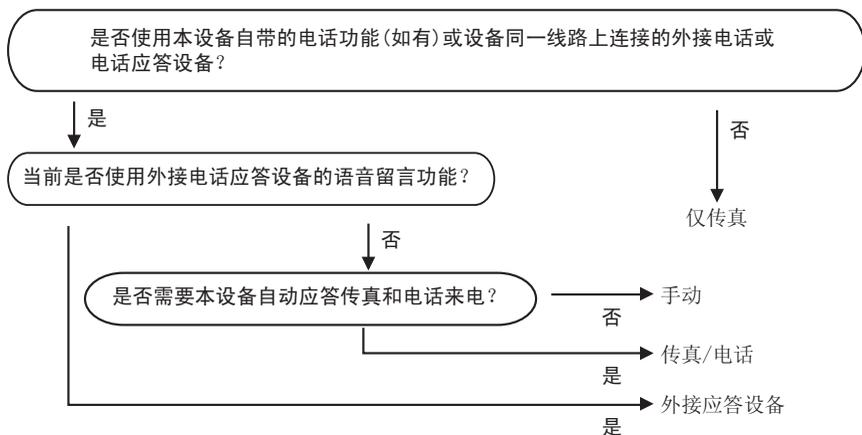 是否使用本设备自带的电话功能(如有)或设备同一线路上连接的外接电话或
电话应答设备?
是
否
当前是否使用外接电话应答设备的语音留言功能?
仅传真
否
是否需要本设备自动应答传真和电话来电?
手动
否
传真/电话
是
外接应答设备
是